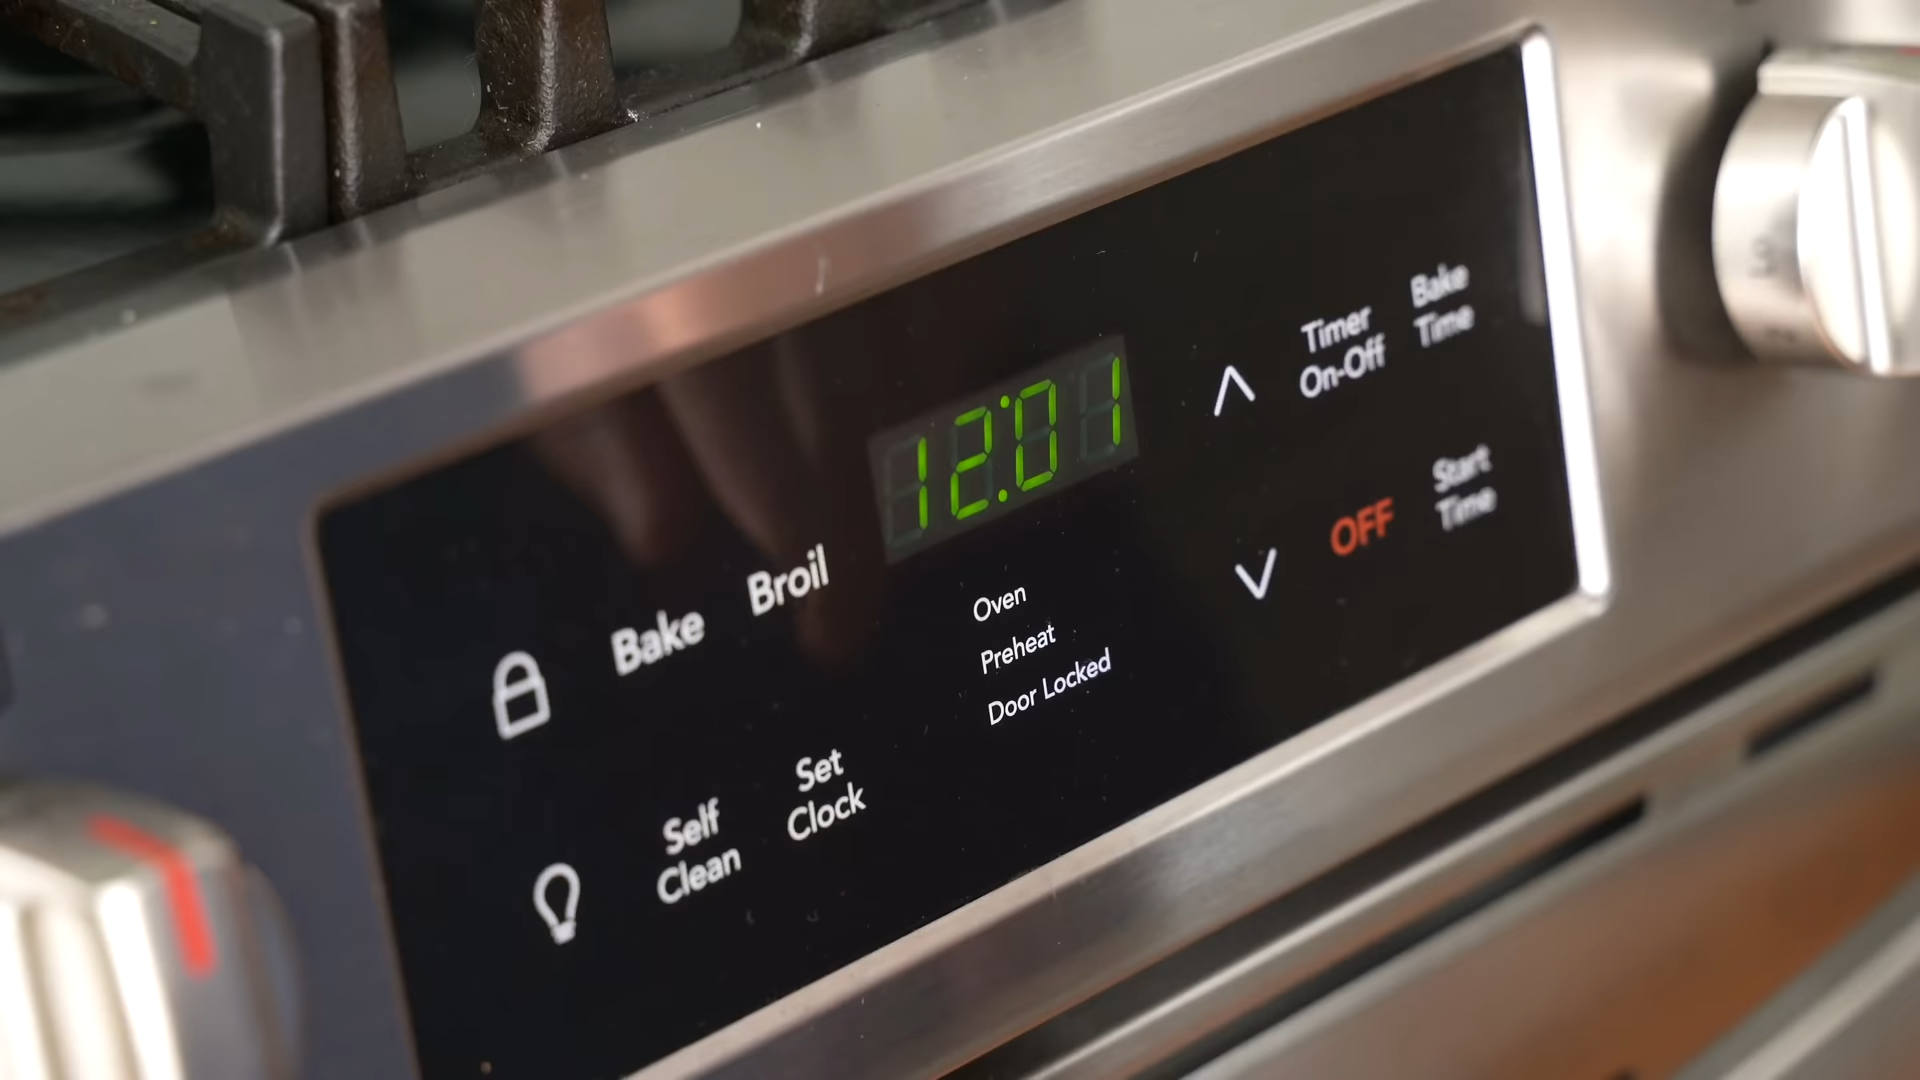 12:01
Timer
On-Off
Bake
Time
Bake
Broil
Oven
Preheat
Door Locked
OFF
Start
Time
Self
Clean
Set
Clock